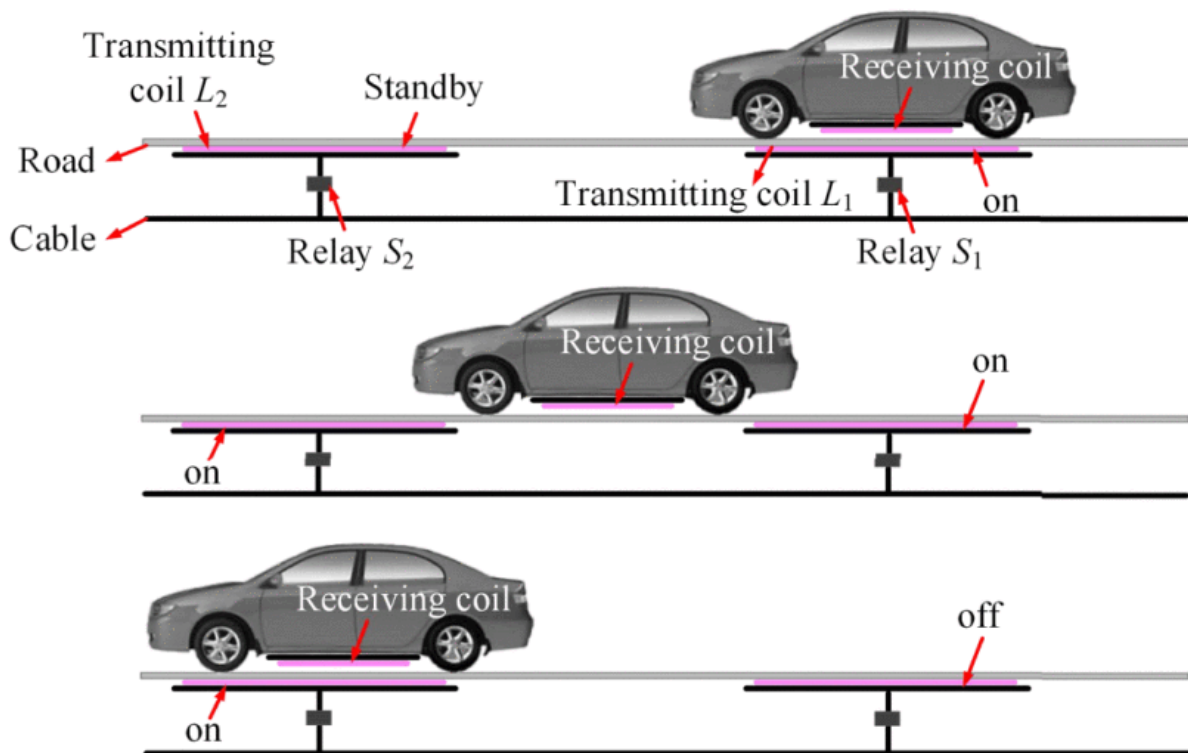 Transmitting
coil L₂
Standby
Receiving coil
Road
Transmitting coil L₁
on
Cable
Relay S₂
Relay S₁
Receiving coil
on
on
Receiving coil
off
on